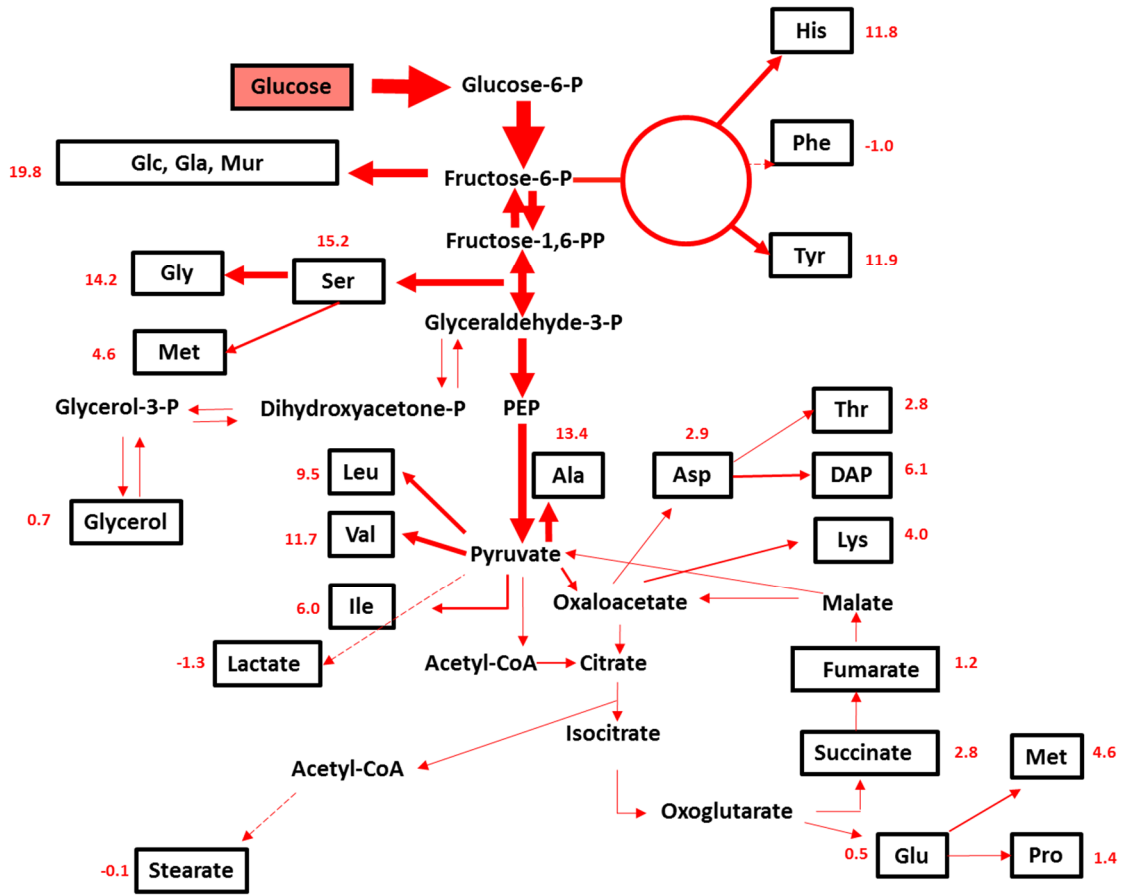 His
11.8
Glucose
Glucose-6-P
Glc, Gla, Mur
19.8
Fructose-6-P
Phe
-1.0
Fructose-1,6-PP
15.2
Tyr
11.9
Gly
14.2
Ser
Glyceraldehyde-3-P
Met
4.6
Glycerol-3-P
Dihydroxyacetone-P
PEP
Thr
2.8
13.4
2.9
Leu
9.5
Ala
Asp
DAP
6.1
Glycerol
0.7
Val
11.7
Lys
4.0
Pyruvate
Ile
6.0
Oxaloacetate
Malate
Lactate
-1.3
Acetyl-CoA
Citrate
Fumarate
1.2
Isocitrate
Succinate
2.8
Met
4.6
Acetyl-CoA
Oxoglutarate
Stearate
-0.1
Glu
0.5
Pro
1.4